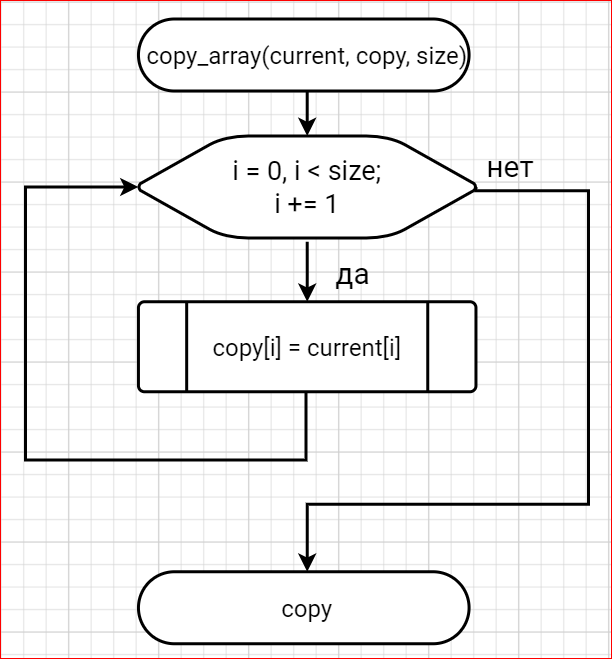 copy_array(current, copy, size)
i = 0, i < size;
i += 1
нет
да
copy[i] = current[i]
copy